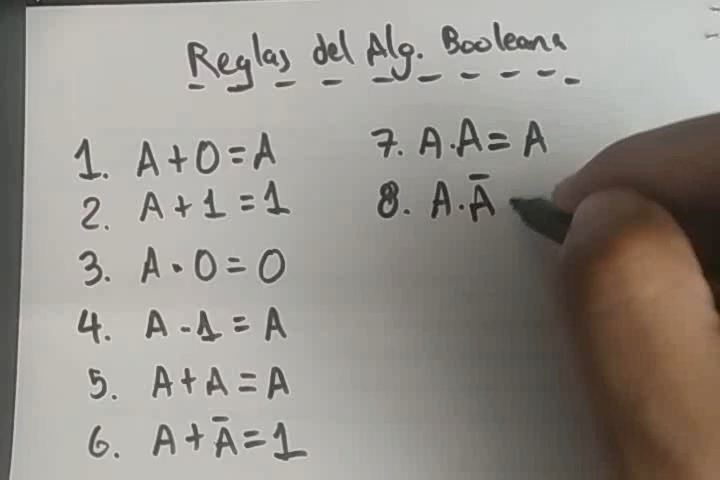 Reglas del Alg. Booleana
1. A + 0 = A
2. A + 1 = 1
3. A · 0 = 0
4. A · 1 = A
5. A + A = A
6. A + Ā = 1
7. A · A = A
8. A · Ā